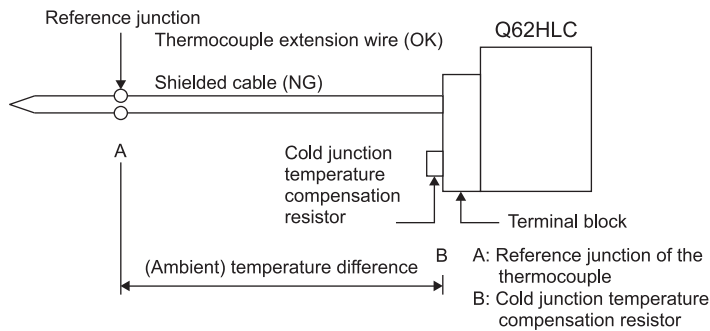 Reference junction
Thermocouple extension wire (OK)
Q62HLC
Shielded cable (NG)
A
Cold junction
temperature
compensation
resistor
Terminal block
(Ambient) temperature difference
B
A: Reference junction of the
thermocouple
B: Cold junction temperature
compensation resistor